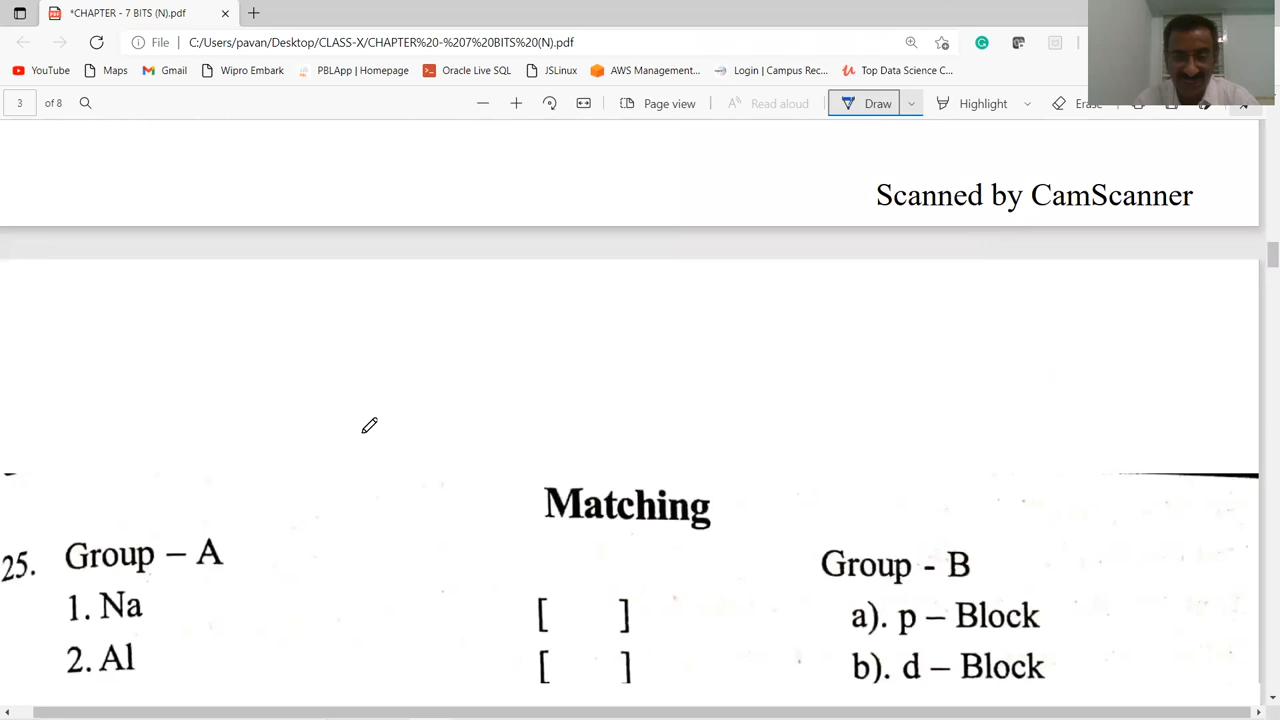 *CHAPTER - 7 BITS (N).pdf
File C:/Users/pavan/Desktop/CLASS-X/CHAPTER%20-%207%20BITS%20(N).pdf
YouTube Maps Gmail Wipro Embark PBLApp | Homepage Oracle Live SQL JSLinux AWS Management... Login | Campus Rec... Top Data Science C...
3 of 8 Page view Read aloud Draw Highlight Erase
Scanned by CamScanner
Matching
25. Group – A Group - B
1. Na [ ] a). p – Block
2. Al [ ] b). d – Block